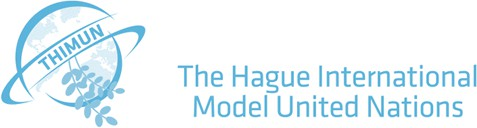 THIMUN
The Hague International
Model United Nations